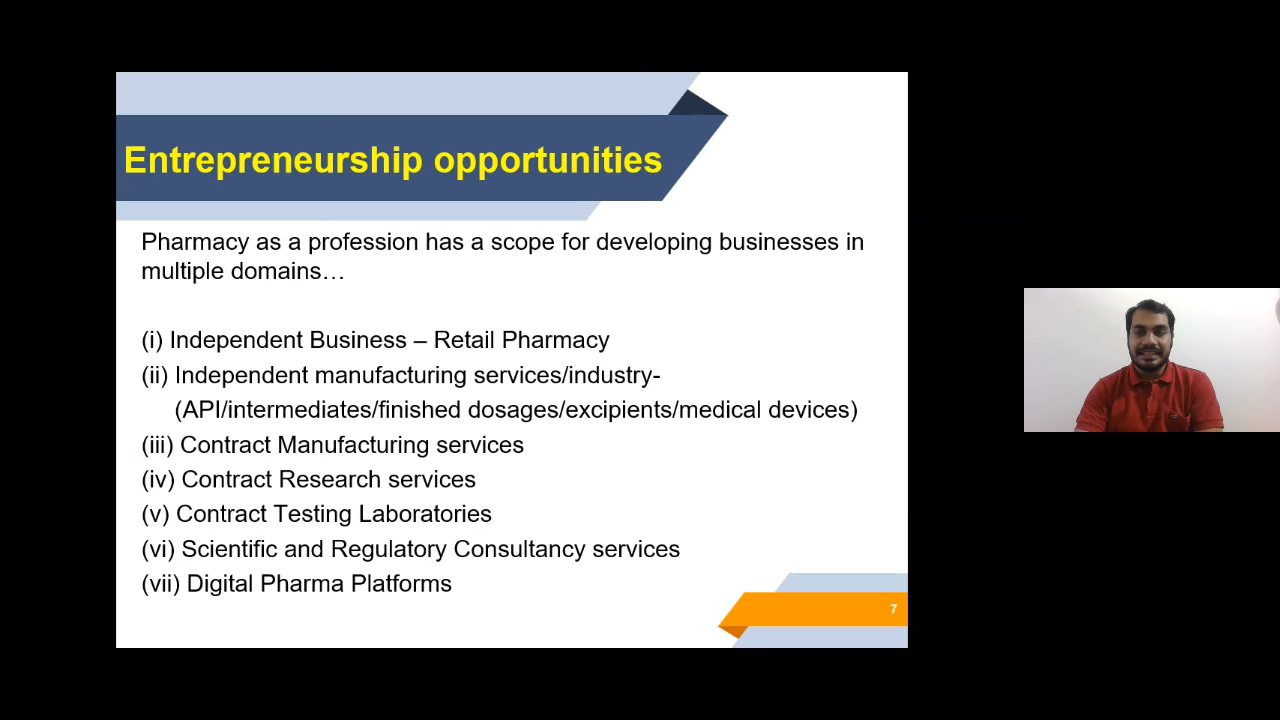 Entrepreneurship opportunities
Pharmacy as a profession has a scope for developing businesses in
multiple domains…
(i) Independent Business – Retail Pharmacy
(ii) Independent manufacturing services/industry-
(API/intermediates/finished dosages/excipients/medical devices)
(iii) Contract Manufacturing services
(iv) Contract Research services
(v) Contract Testing Laboratories
(vi) Scientific and Regulatory Consultancy services
(vii) Digital Pharma Platforms
7